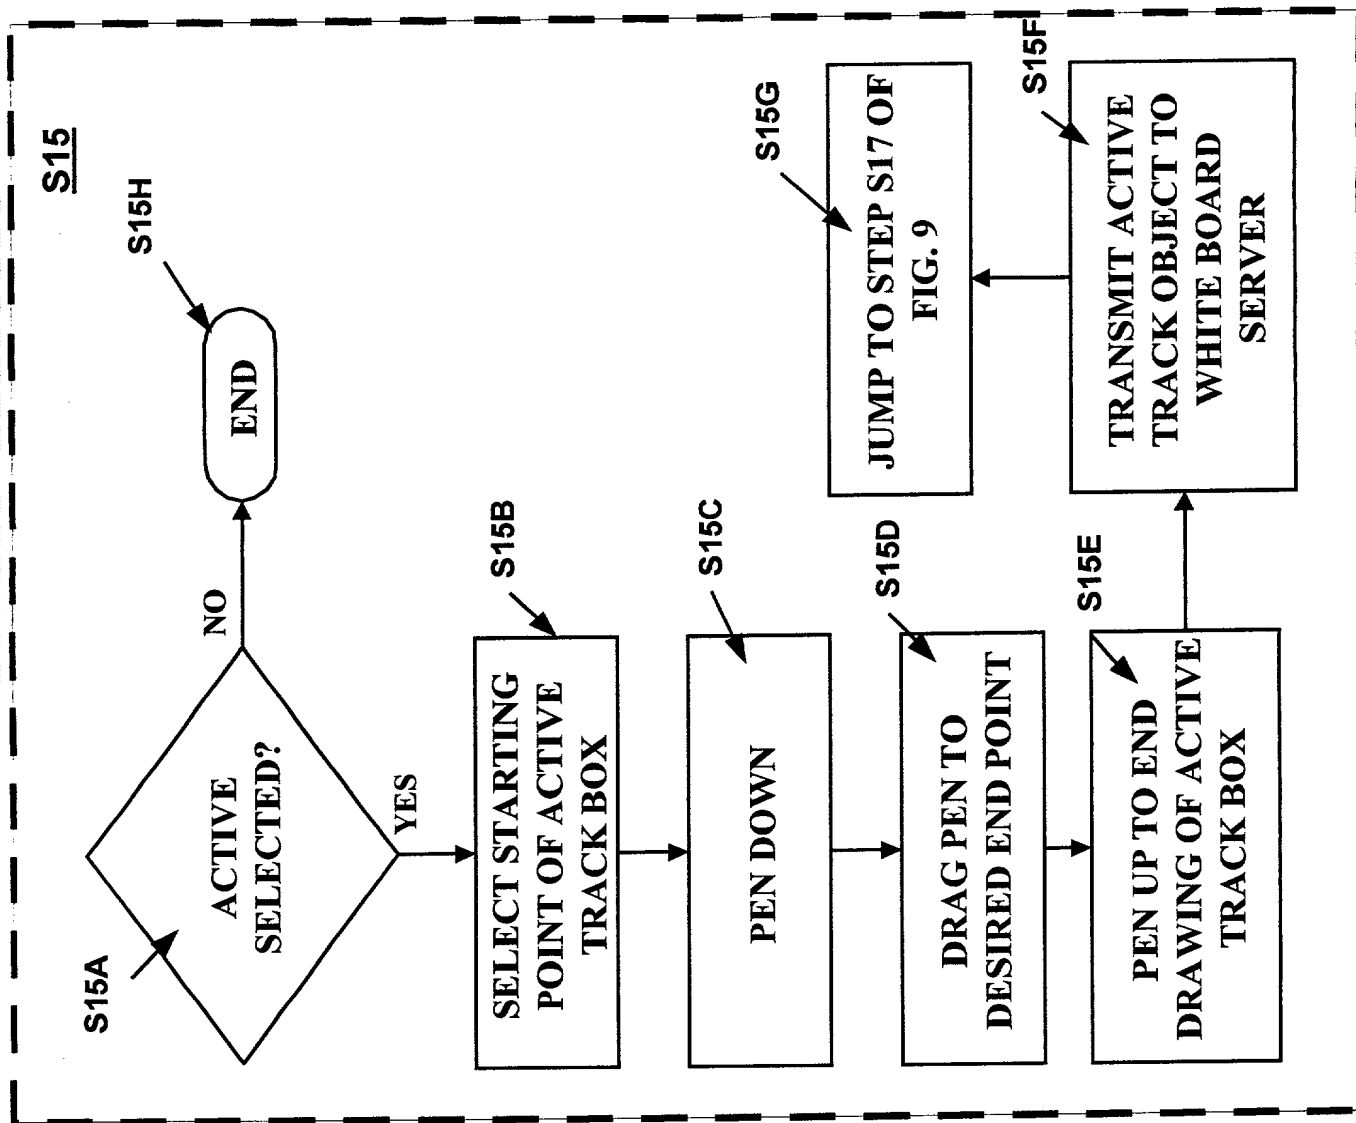 S15
S15A
ACTIVE
SELECTED?
NO
S15H
END
YES
S15B
SELECT STARTING
POINT OF ACTIVE
TRACK BOX
S15C
PEN DOWN
S15D
DRAG PEN TO
DESIRED END POINT
S15E
PEN UP TO END
DRAWING OF ACTIVE
TRACK BOX
S15F
TRANSMIT ACTIVE
TRACK OBJECT TO
WHITE BOARD
SERVER
S15G
JUMP TO STEP S17 OF
FIG. 9